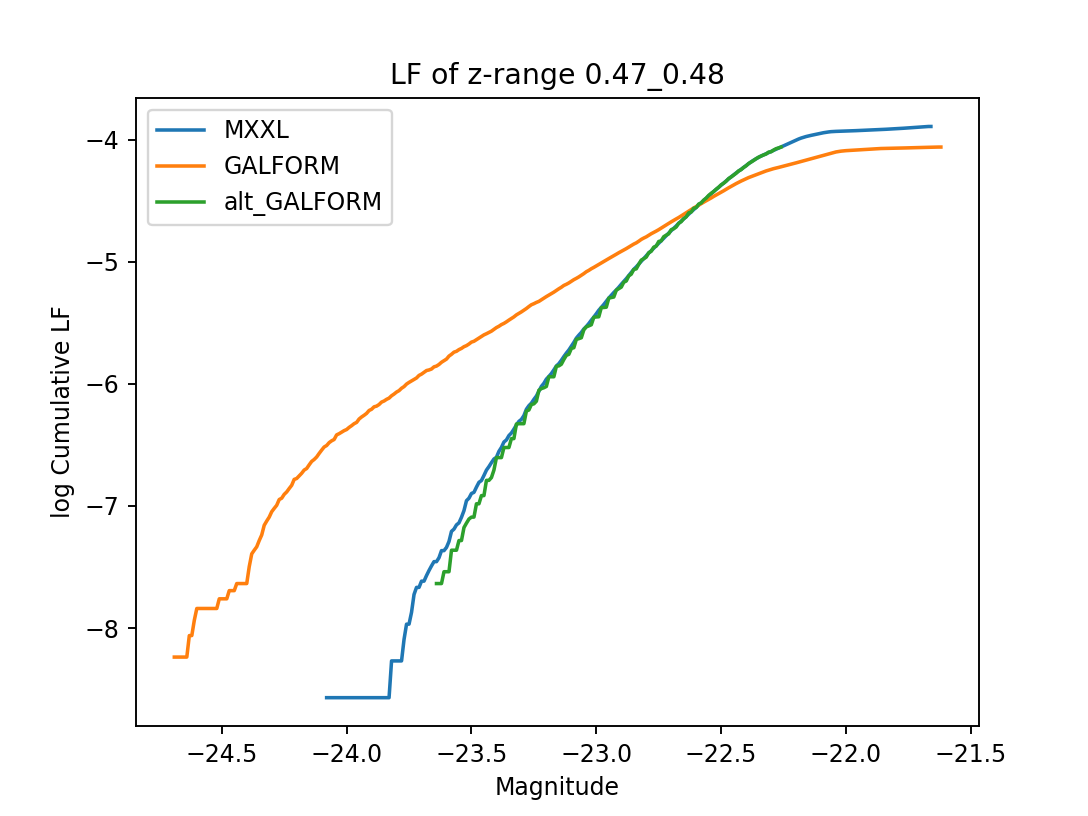 LF of z-range 0.47_0.48
MXXL
GALFORM
alt_GALFORM
log Cumulative LF
−4
−5
−6
−7
−8
−24.5 −24.0 −23.5 −23.0 −22.5 −22.0 −21.5
Magnitude